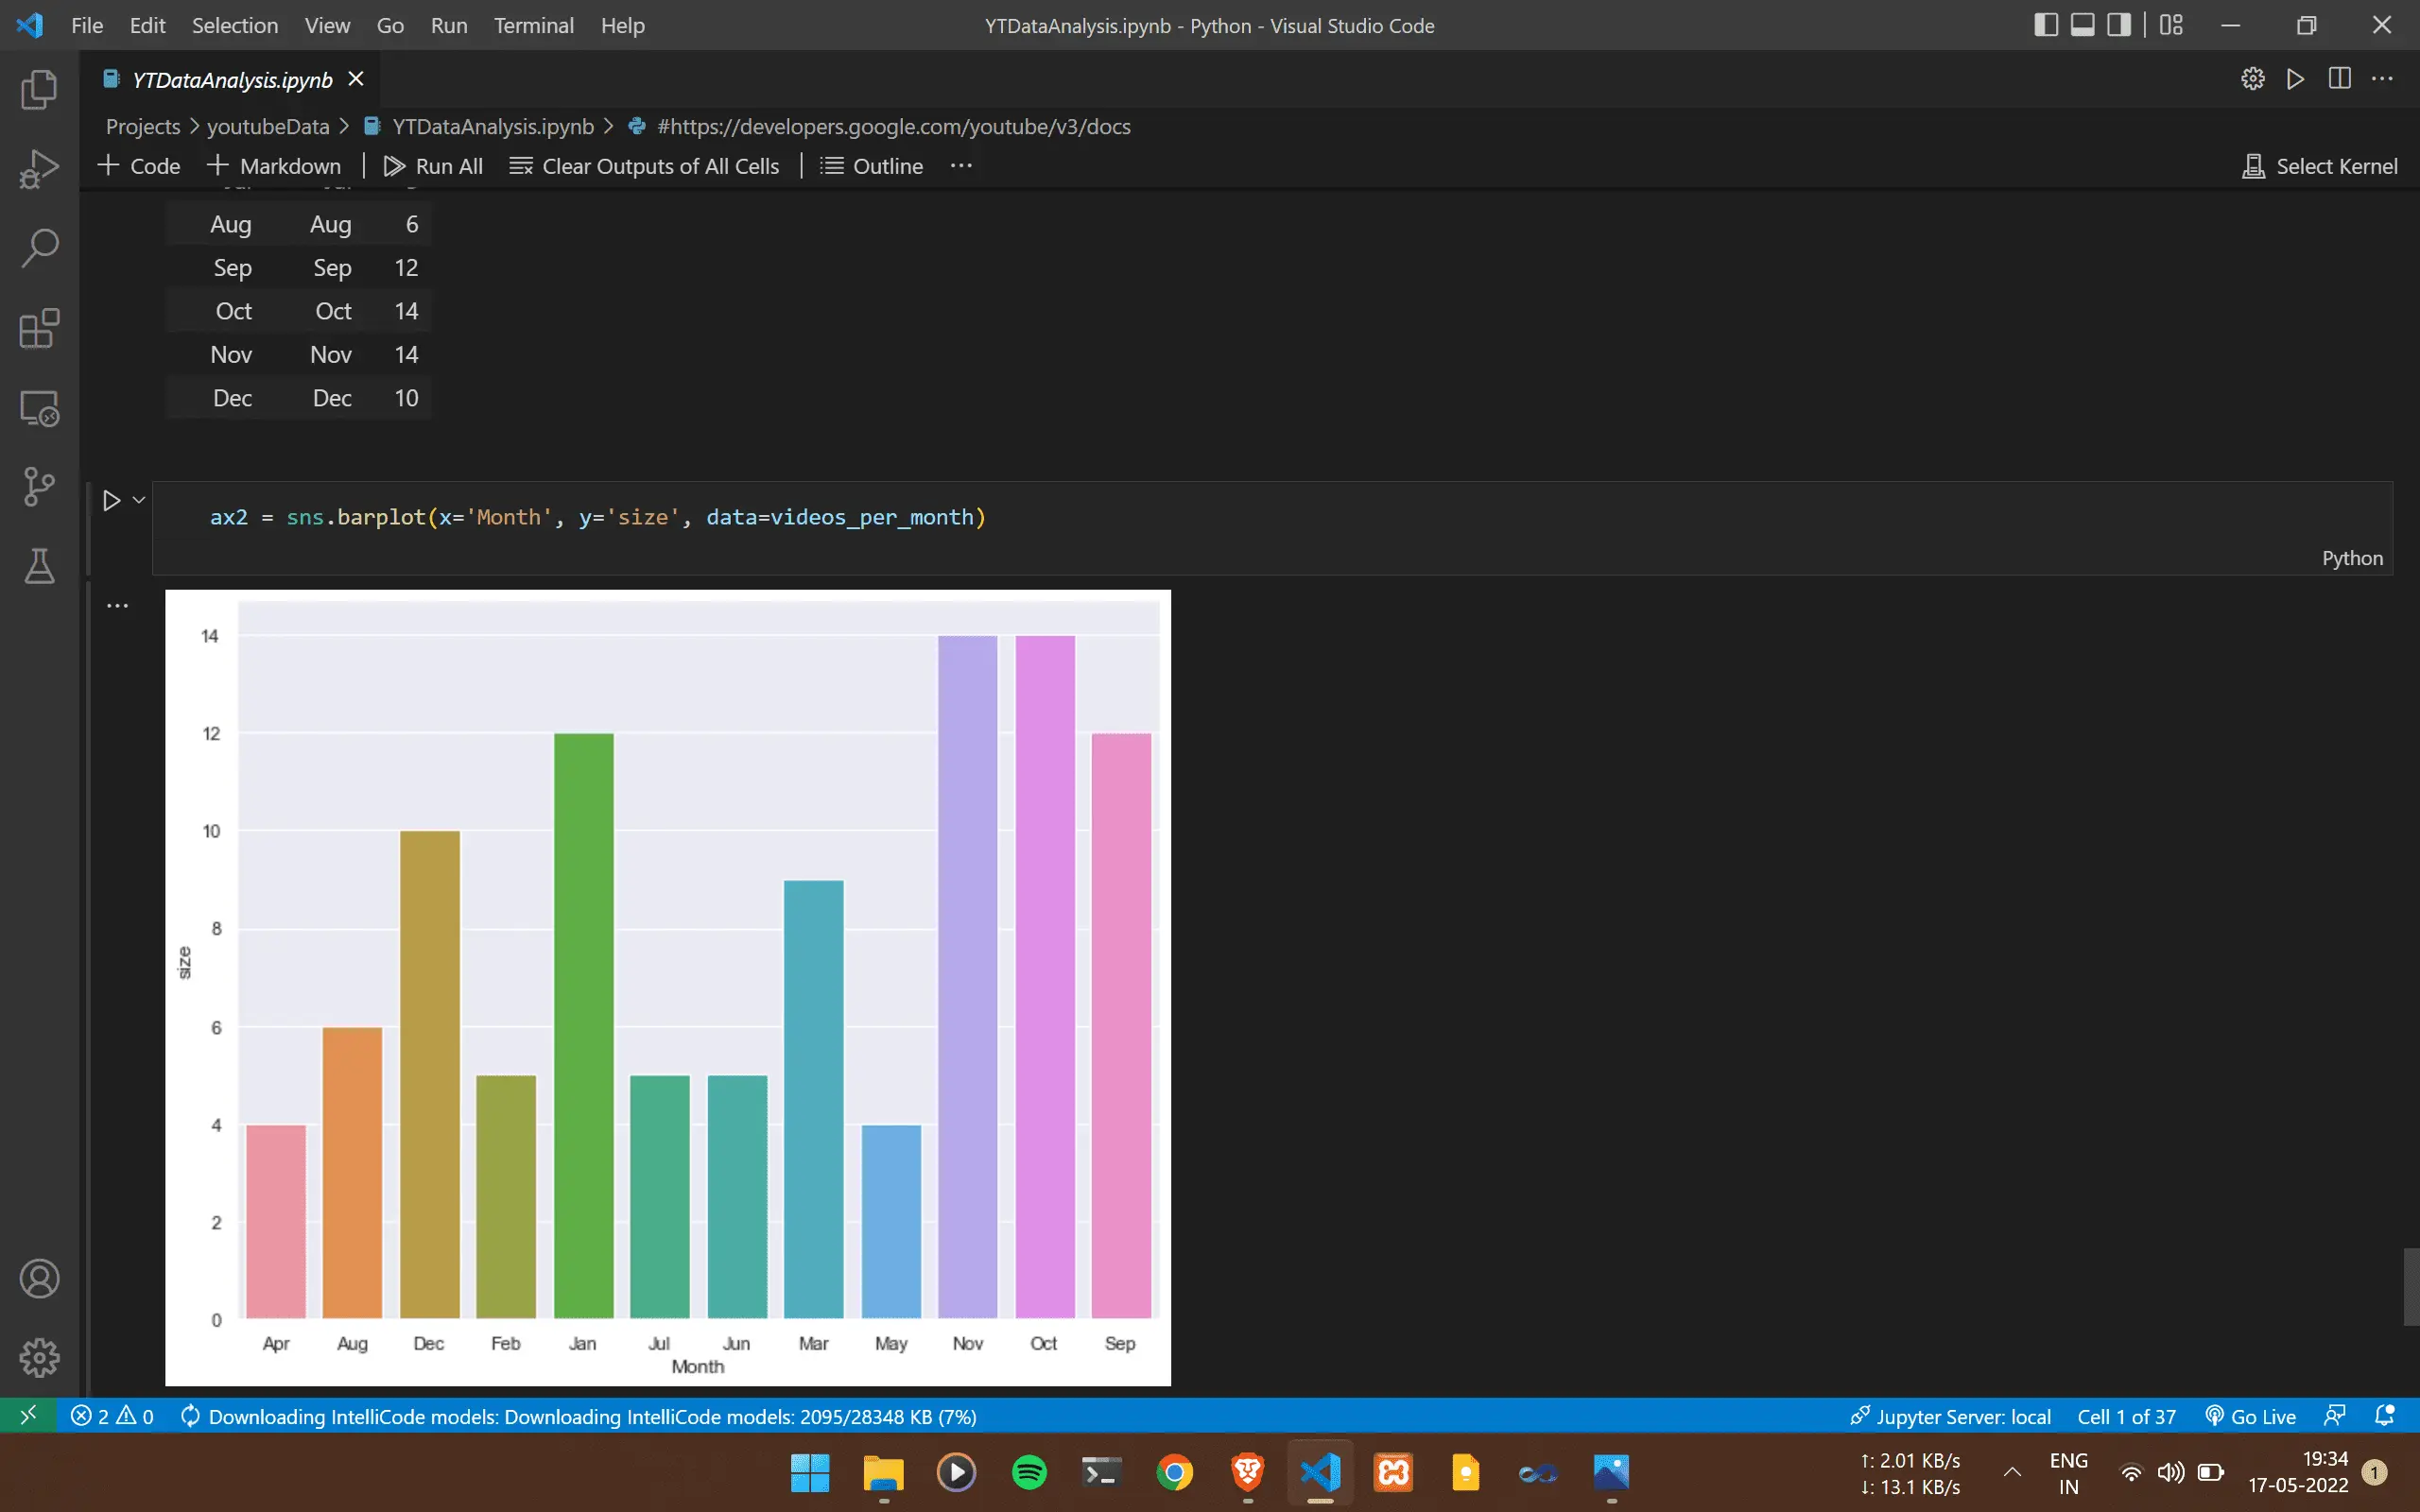 File Edit Selection View Go Run Terminal Help YTDataAnalysis.ipynb - Python - Visual Studio Code
YTDataAnalysis.ipynb
Projects > youtubeData > YTDataAnalysis.ipynb > #https://developers.google.com/youtube/v3/docs
+ Code + Markdown Run All Clear Outputs of All Cells Outline ... Select Kernel
Aug Aug 6
Sep Sep 12
Oct Oct 14
Nov Nov 14
Dec Dec 10
ax2 = sns.barplot(x='Month', y='size', data=videos_per_month)
Python
14
12
10
8
size
6
4
2
0
Apr Aug Dec Feb Jan Jul Jun Mar May Nov Oct Sep
Month
2 0 Downloading IntelliCode models: Downloading IntelliCode models: 2095/28348 KB (7%) Jupyter Server: local Cell 1 of 37 Go Live
↑: 2.01 KB/s ENG 19:34
↓: 13.1 KB/s IN 17-05-2022 1